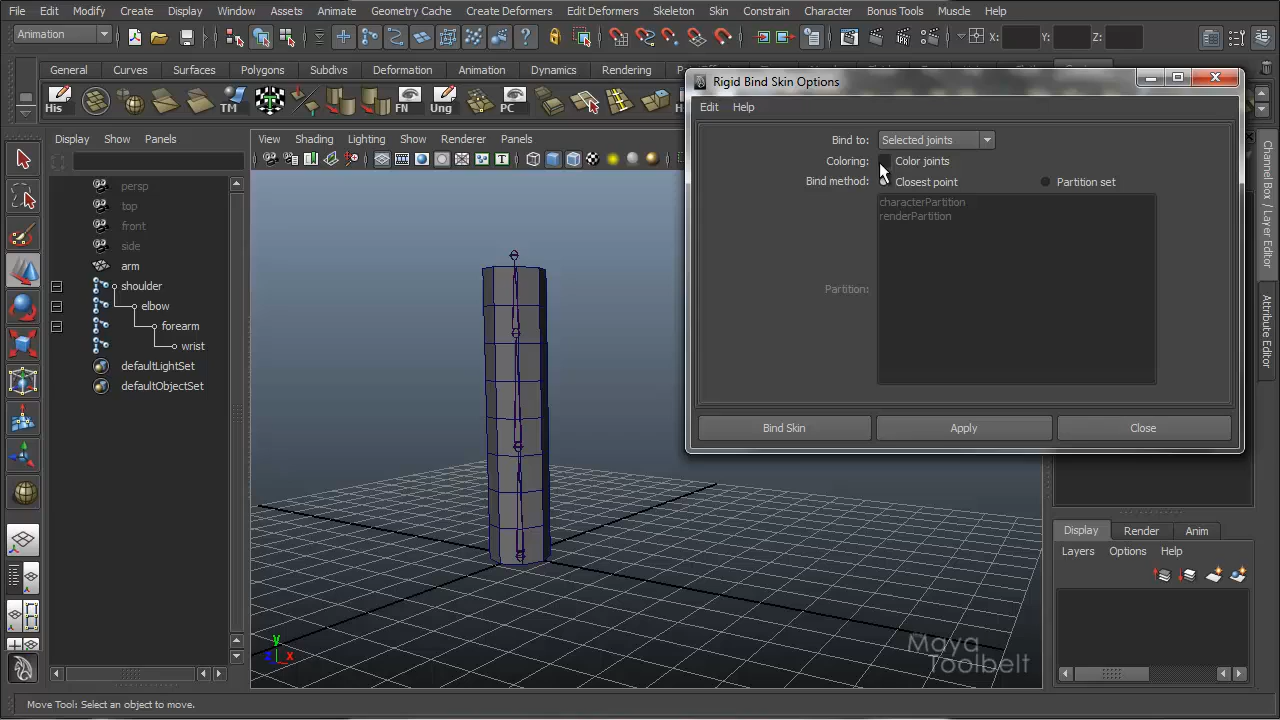 File Edit Modify Create Display Window Assets Animate Geometry Cache Create Deformers Edit Deformers Skeleton Skin Constrain Character Bonus Tools Muscle Help
Animation X: Y: Z:
General Curves Surfaces Polygons Subdivs Deformation Animation Dynamics Rendering
His TM FN Ung PC
Rigid Bind Skin Options
Edit Help
Bind to: Selected joints
Coloring: Color joints
Bind method: Closest point Partition set
characterPartition
renderPartition
Partition:
Bind Skin Apply Close
Display Show Panels
persp
top
front
side
arm
shoulder
elbow
forearm
wrist
defaultLightSet
defaultObjectSet
View Shading Lighting Show Renderer Panels
y
z x
Maya
Toolbelt
Channel Box / Layer Editor
Attribute Editor
Display Render Anim
Layers Options Help
Move Tool: Select an object to move.